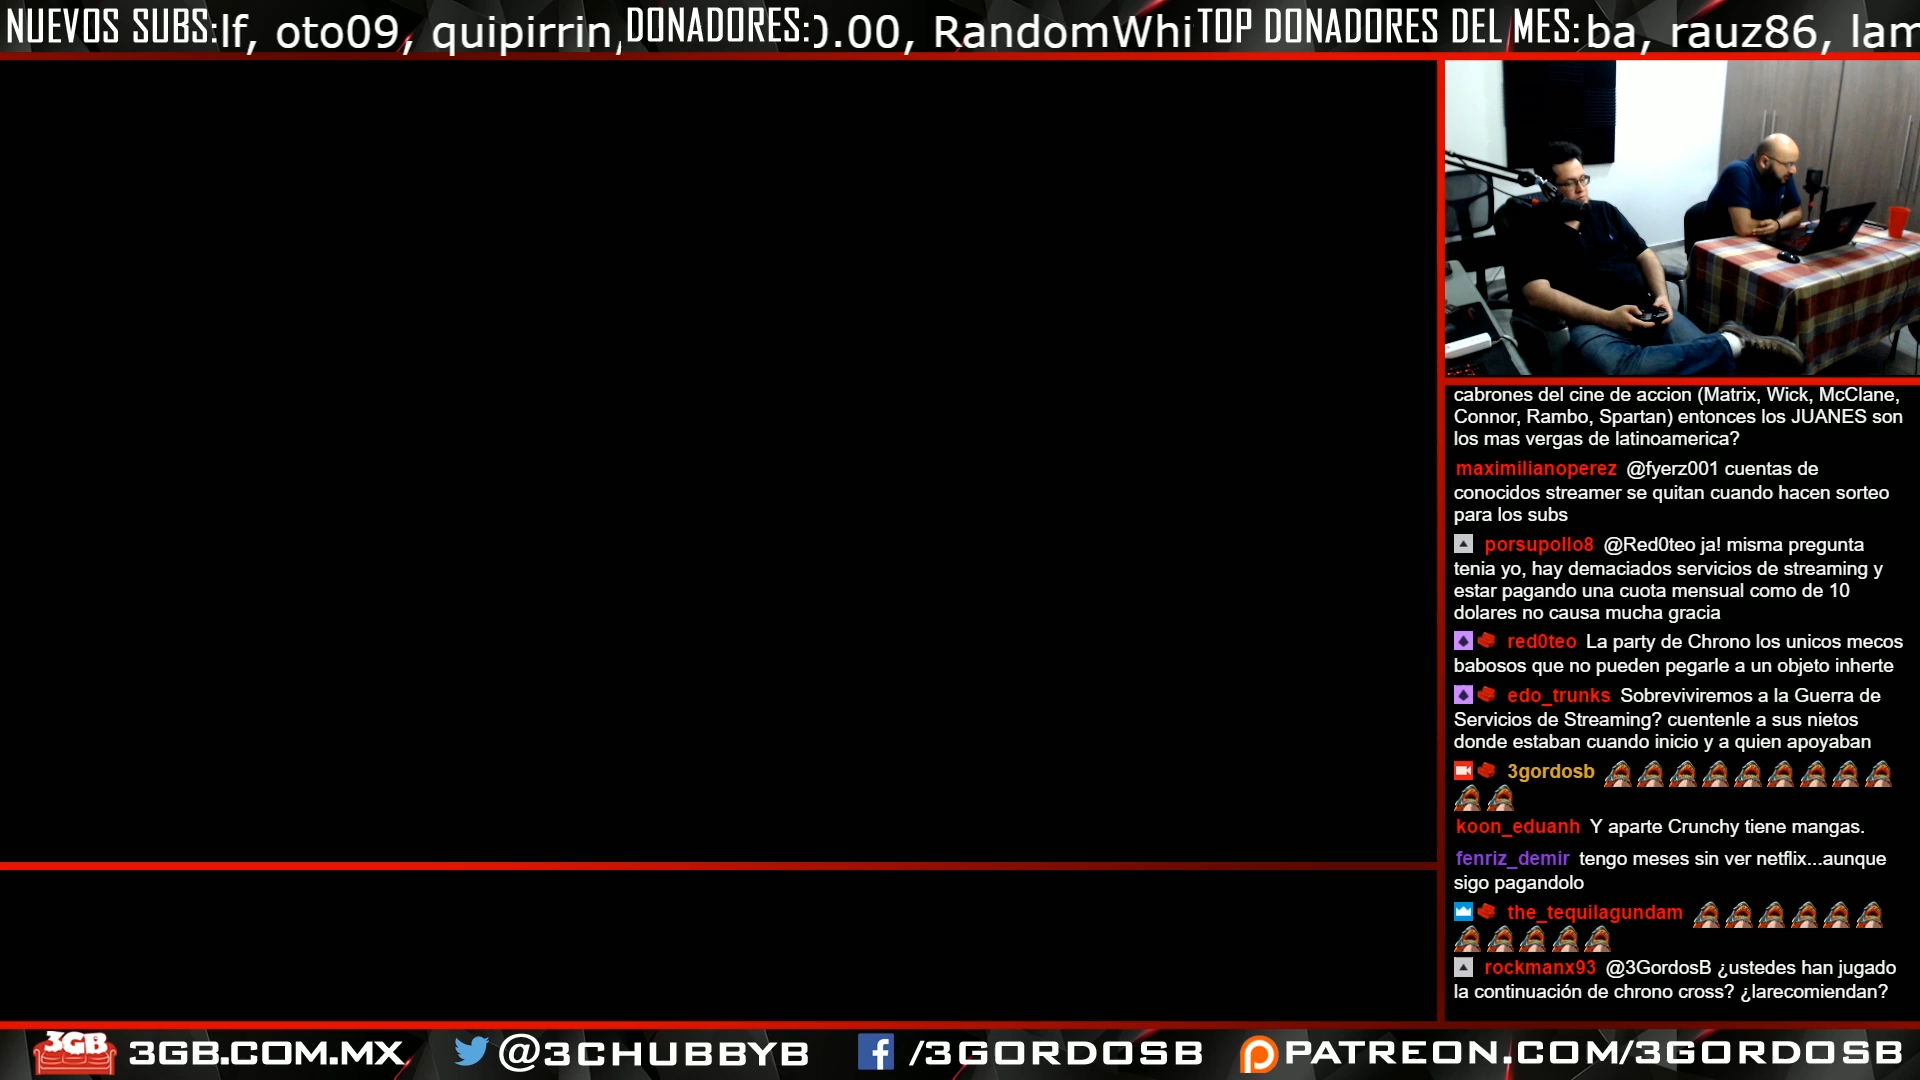 NUEVOS SUBS: lf, oto09, quipirrin, DONADORES: 0.00, RandomWhi TOP DONADORES DEL MES: ba, rauz86, lam
cabrones del cine de accion (Matrix, Wick, McClane,
Connor, Rambo, Spartan) entonces los JUANES son
los mas vergas de latinoamerica?
maximilianoperez @fyerz001 cuentas de
conocidos streamer se quitan cuando hacen sorteo
para los subs
porsupollo8 @Red0teo ja! misma pregunta
tenia yo, hay demaciados servicios de streaming y
estar pagando una cuota mensual como de 10
dolares no causa mucha gracia
red0teo La party de Chrono los unicos mecos
babosos que no pueden pegarle a un objeto inherte
edo_trunks Sobreviviremos a la Guerra de
Servicios de Streaming? cuentenle a sus nietos
donde estaban cuando inicio y a quien apoyaban
3gordosb
koon_eduanh Y aparte Crunchy tiene mangas.
fenriz_demir tengo meses sin ver netflix...aunque
sigo pagandolo
the_tequilagundam
rockmanx93 @3GordosB ¿ustedes han jugado
la continuación de chrono cross? ¿larecomiendan?
3GB 3GB.COM.MX @3CHUBBYB /3GORDOSB PATREON.COM/3GORDOSB